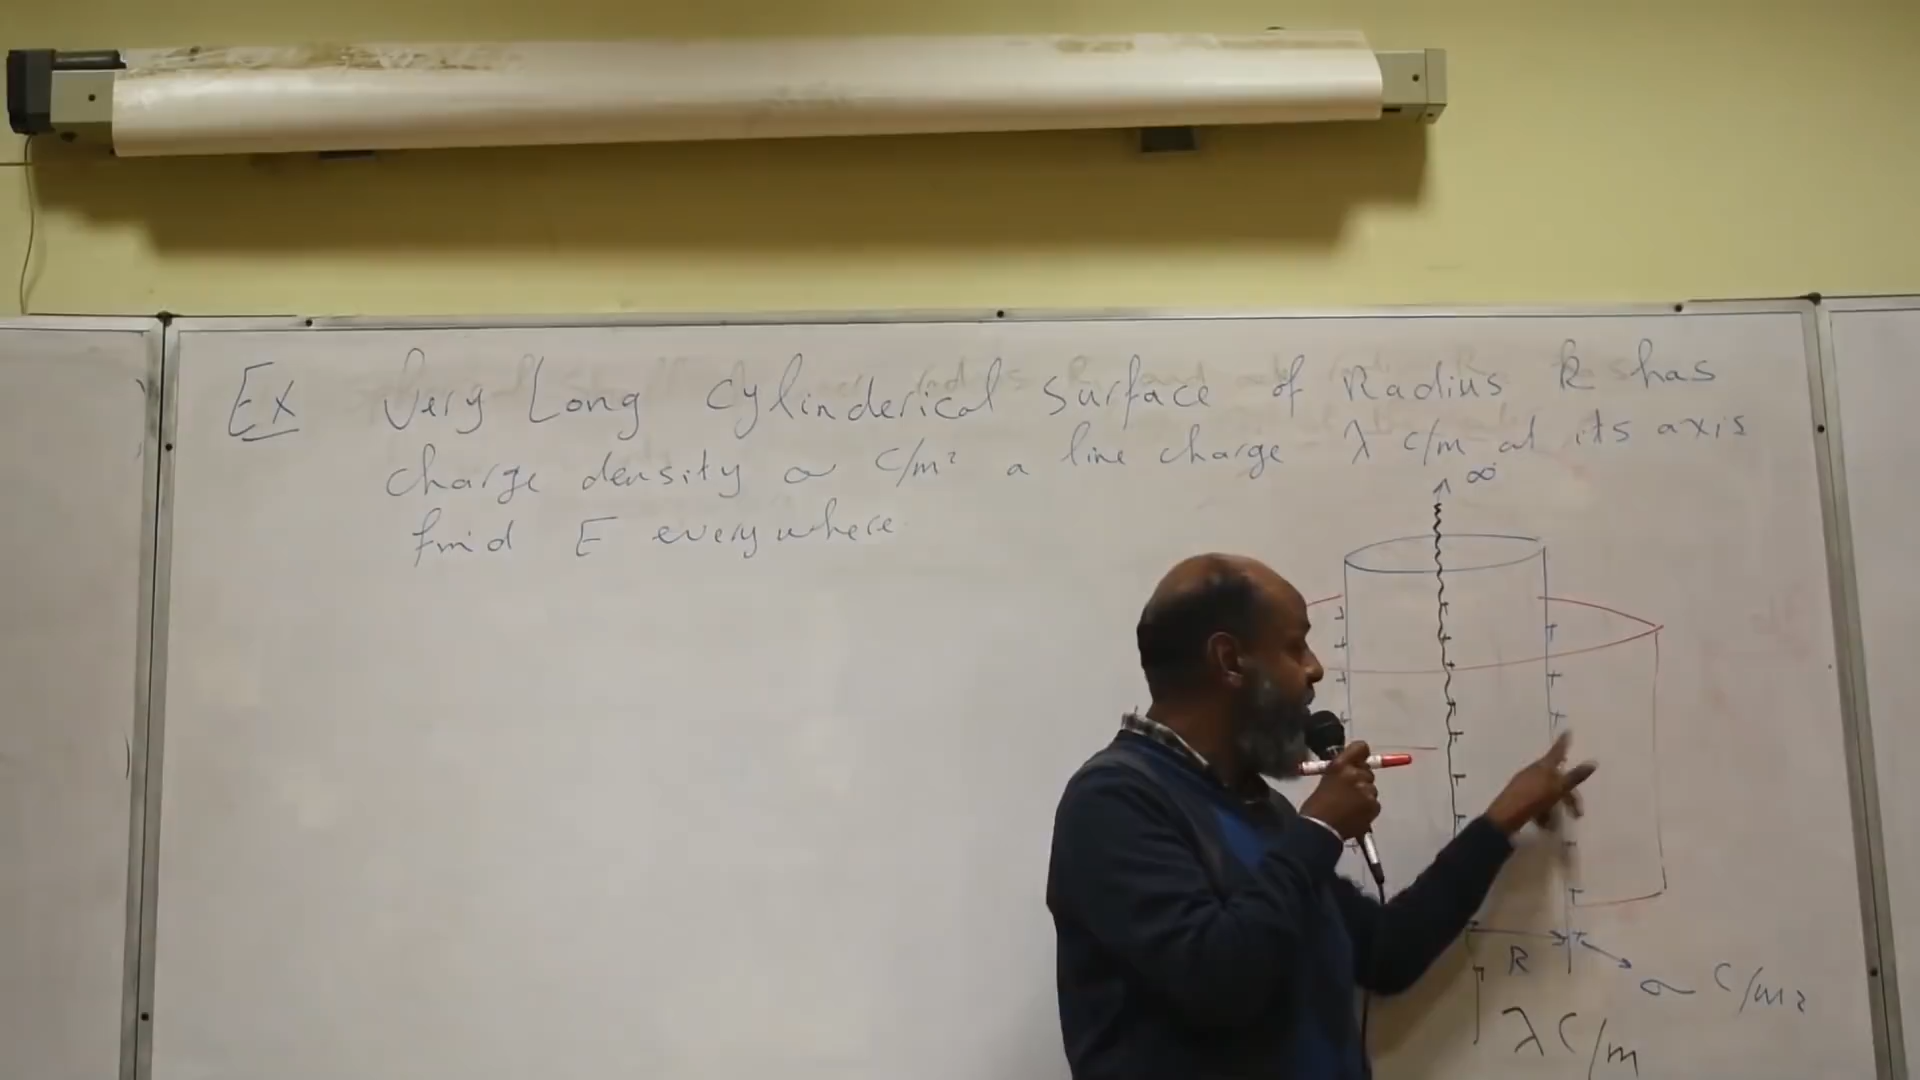 Ex Very Long Cylinderical Surface of Radius R has
charge density σ C/m² a line charge λ C/m at its axis
find E everywhere
∞
R
σ C/m²
λ C/m